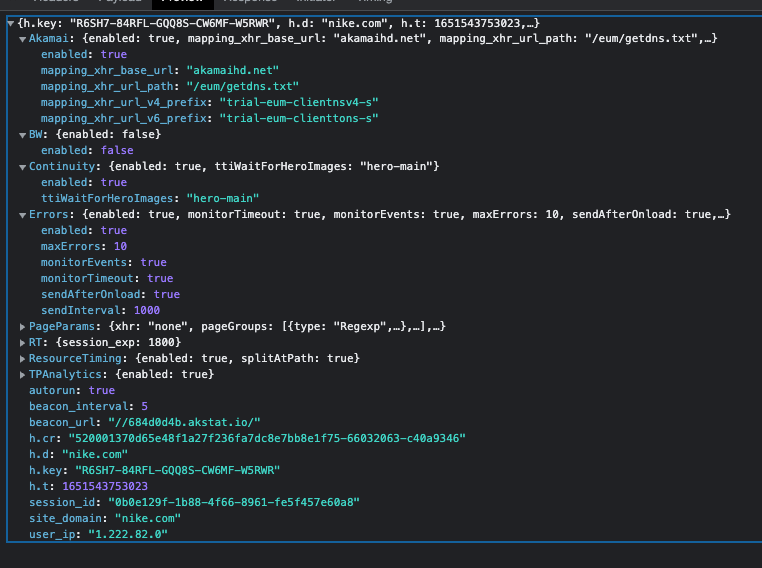 {h.key: "R6SH7-84RFL-GQQ8S-CW6MF-W5RWR", h.d: "nike.com", h.t: 1651543753023,…}
Akamai: {enabled: true, mapping_xhr_base_url: "akamaihd.net", mapping_xhr_url_path: "/eum/getdns.txt",…}
enabled: true
mapping_xhr_base_url: "akamaihd.net"
mapping_xhr_url_path: "/eum/getdns.txt"
mapping_xhr_url_v4_prefix: "trial-eum-clientnsv4-s"
mapping_xhr_url_v6_prefix: "trial-eum-clienttons-s"
BW: {enabled: false}
enabled: false
Continuity: {enabled: true, ttiWaitForHeroImages: "hero-main"}
enabled: true
ttiWaitForHeroImages: "hero-main"
Errors: {enabled: true, monitorTimeout: true, monitorEvents: true, maxErrors: 10, sendAfterOnload: true,…}
enabled: true
maxErrors: 10
monitorEvents: true
monitorTimeout: true
sendAfterOnload: true
sendInterval: 1000
PageParams: {xhr: "none", pageGroups: [{type: "Regexp",…},…],…}
RT: {session_exp: 1800}
ResourceTiming: {enabled: true, splitAtPath: true}
TPAnalytics: {enabled: true}
autorun: true
beacon_interval: 5
beacon_url: "//684d0d4b.akstat.io/"
h.cr: "520001370d65e48f1a27f236fa7dc8e7bb8e1f75-66032063-c40a9346"
h.d: "nike.com"
h.key: "R6SH7-84RFL-GQQ8S-CW6MF-W5RWR"
h.t: 1651543753023
session_id: "0b0e129f-1b88-4f66-8961-fe5f457e60a8"
site_domain: "nike.com"
user_ip: "1.222.82.0"